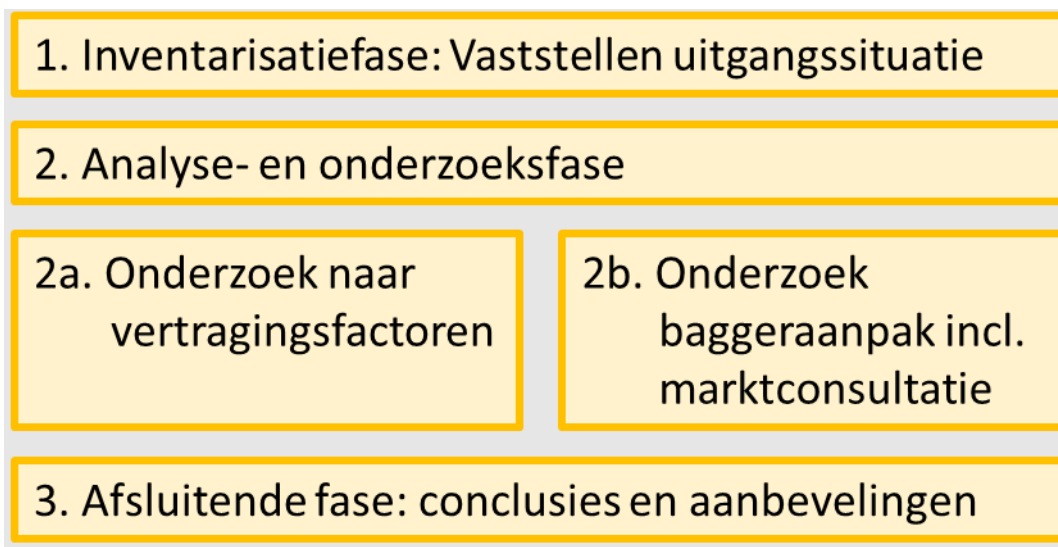 1. Inventarisatiefase: Vaststellen uitgangssituatie
2. Analyse- en onderzoeksfase
2a. Onderzoek naar
vertragingsfactoren
2b. Onderzoek
baggeraanpak incl.
marktconsultatie
3. Afsluitende fase: conclusies en aanbevelingen